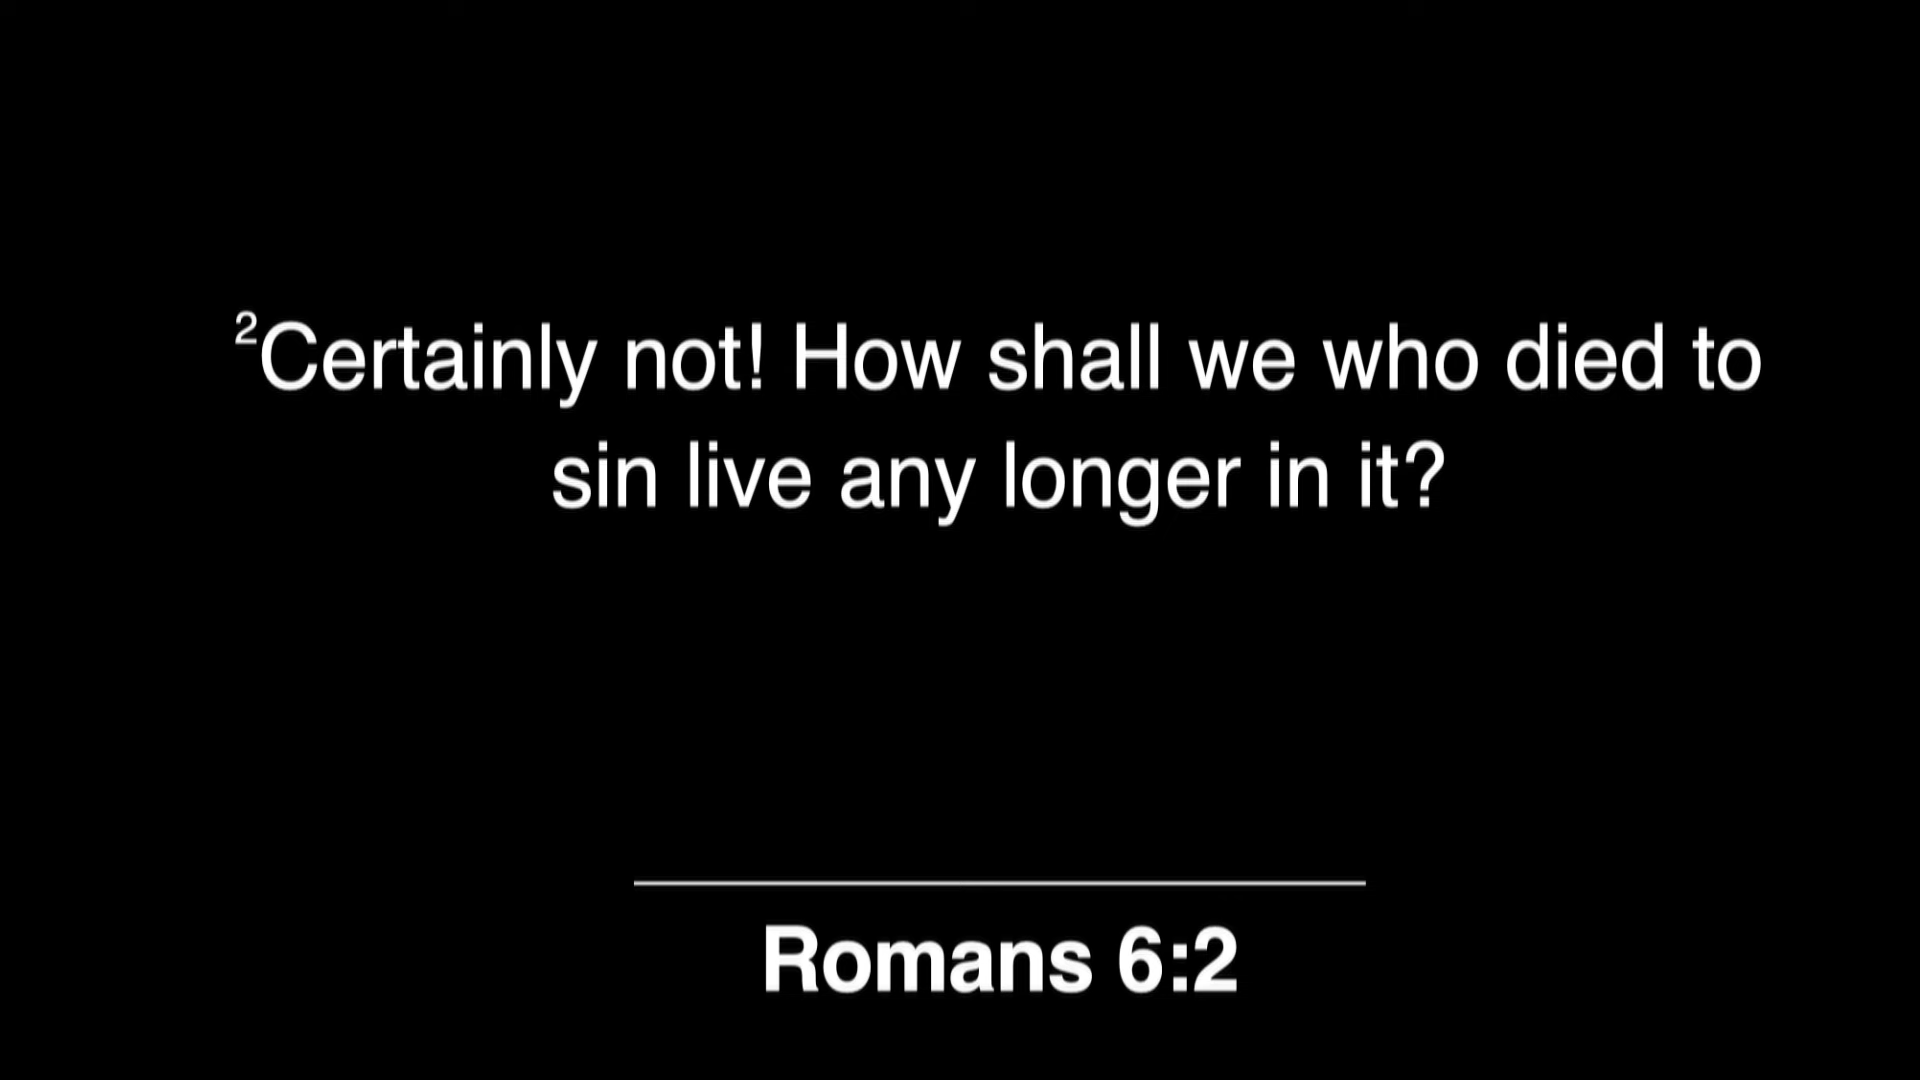 ²Certainly not! How shall we who died to
sin live any longer in it?
Romans 6:2